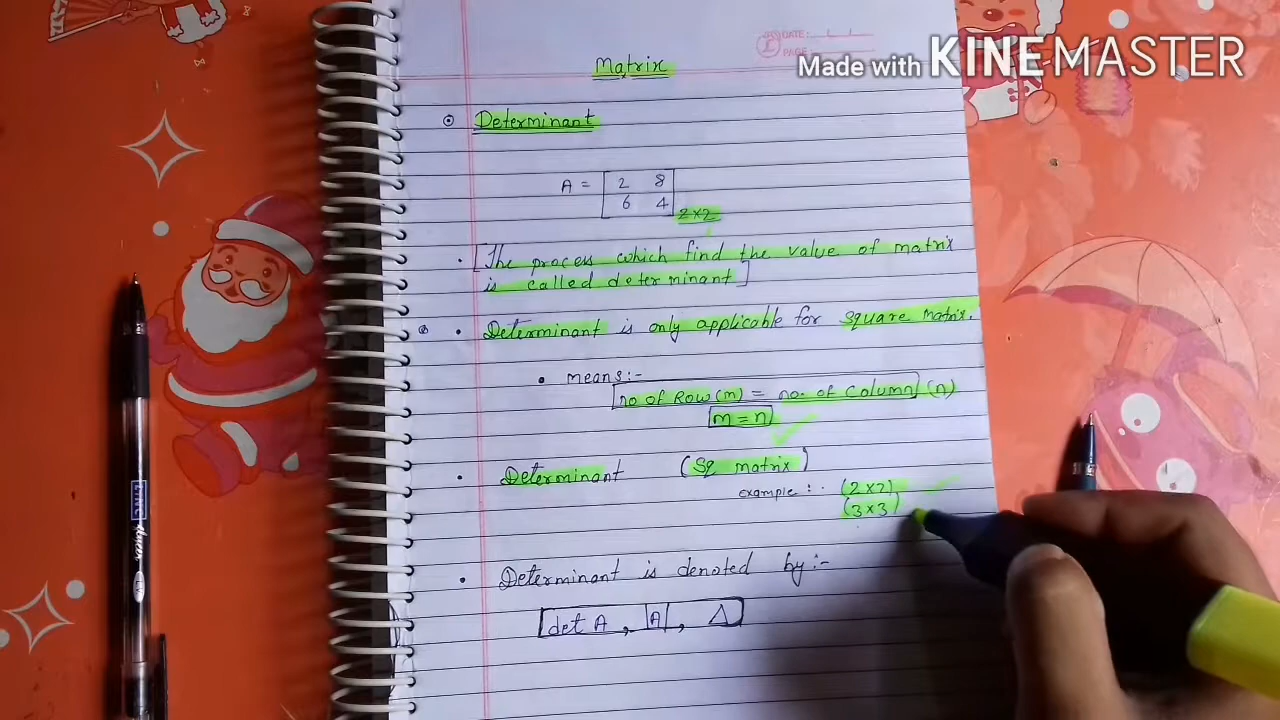 Made with KINEMASTER
DATE:
PAGE:
Matrix
Determinant
A = 2 8
6 4
2×2
[The process which find the value of matrix
is called determinant]
Determinant is only applicable for square matrix.
means:-
no of Row (m) = no. of Column (n)
m = n
Determinant (Sq matrix)
example : (2×2)
(3×3)
Determinant is denoted by:-
det A, |A|, Δ